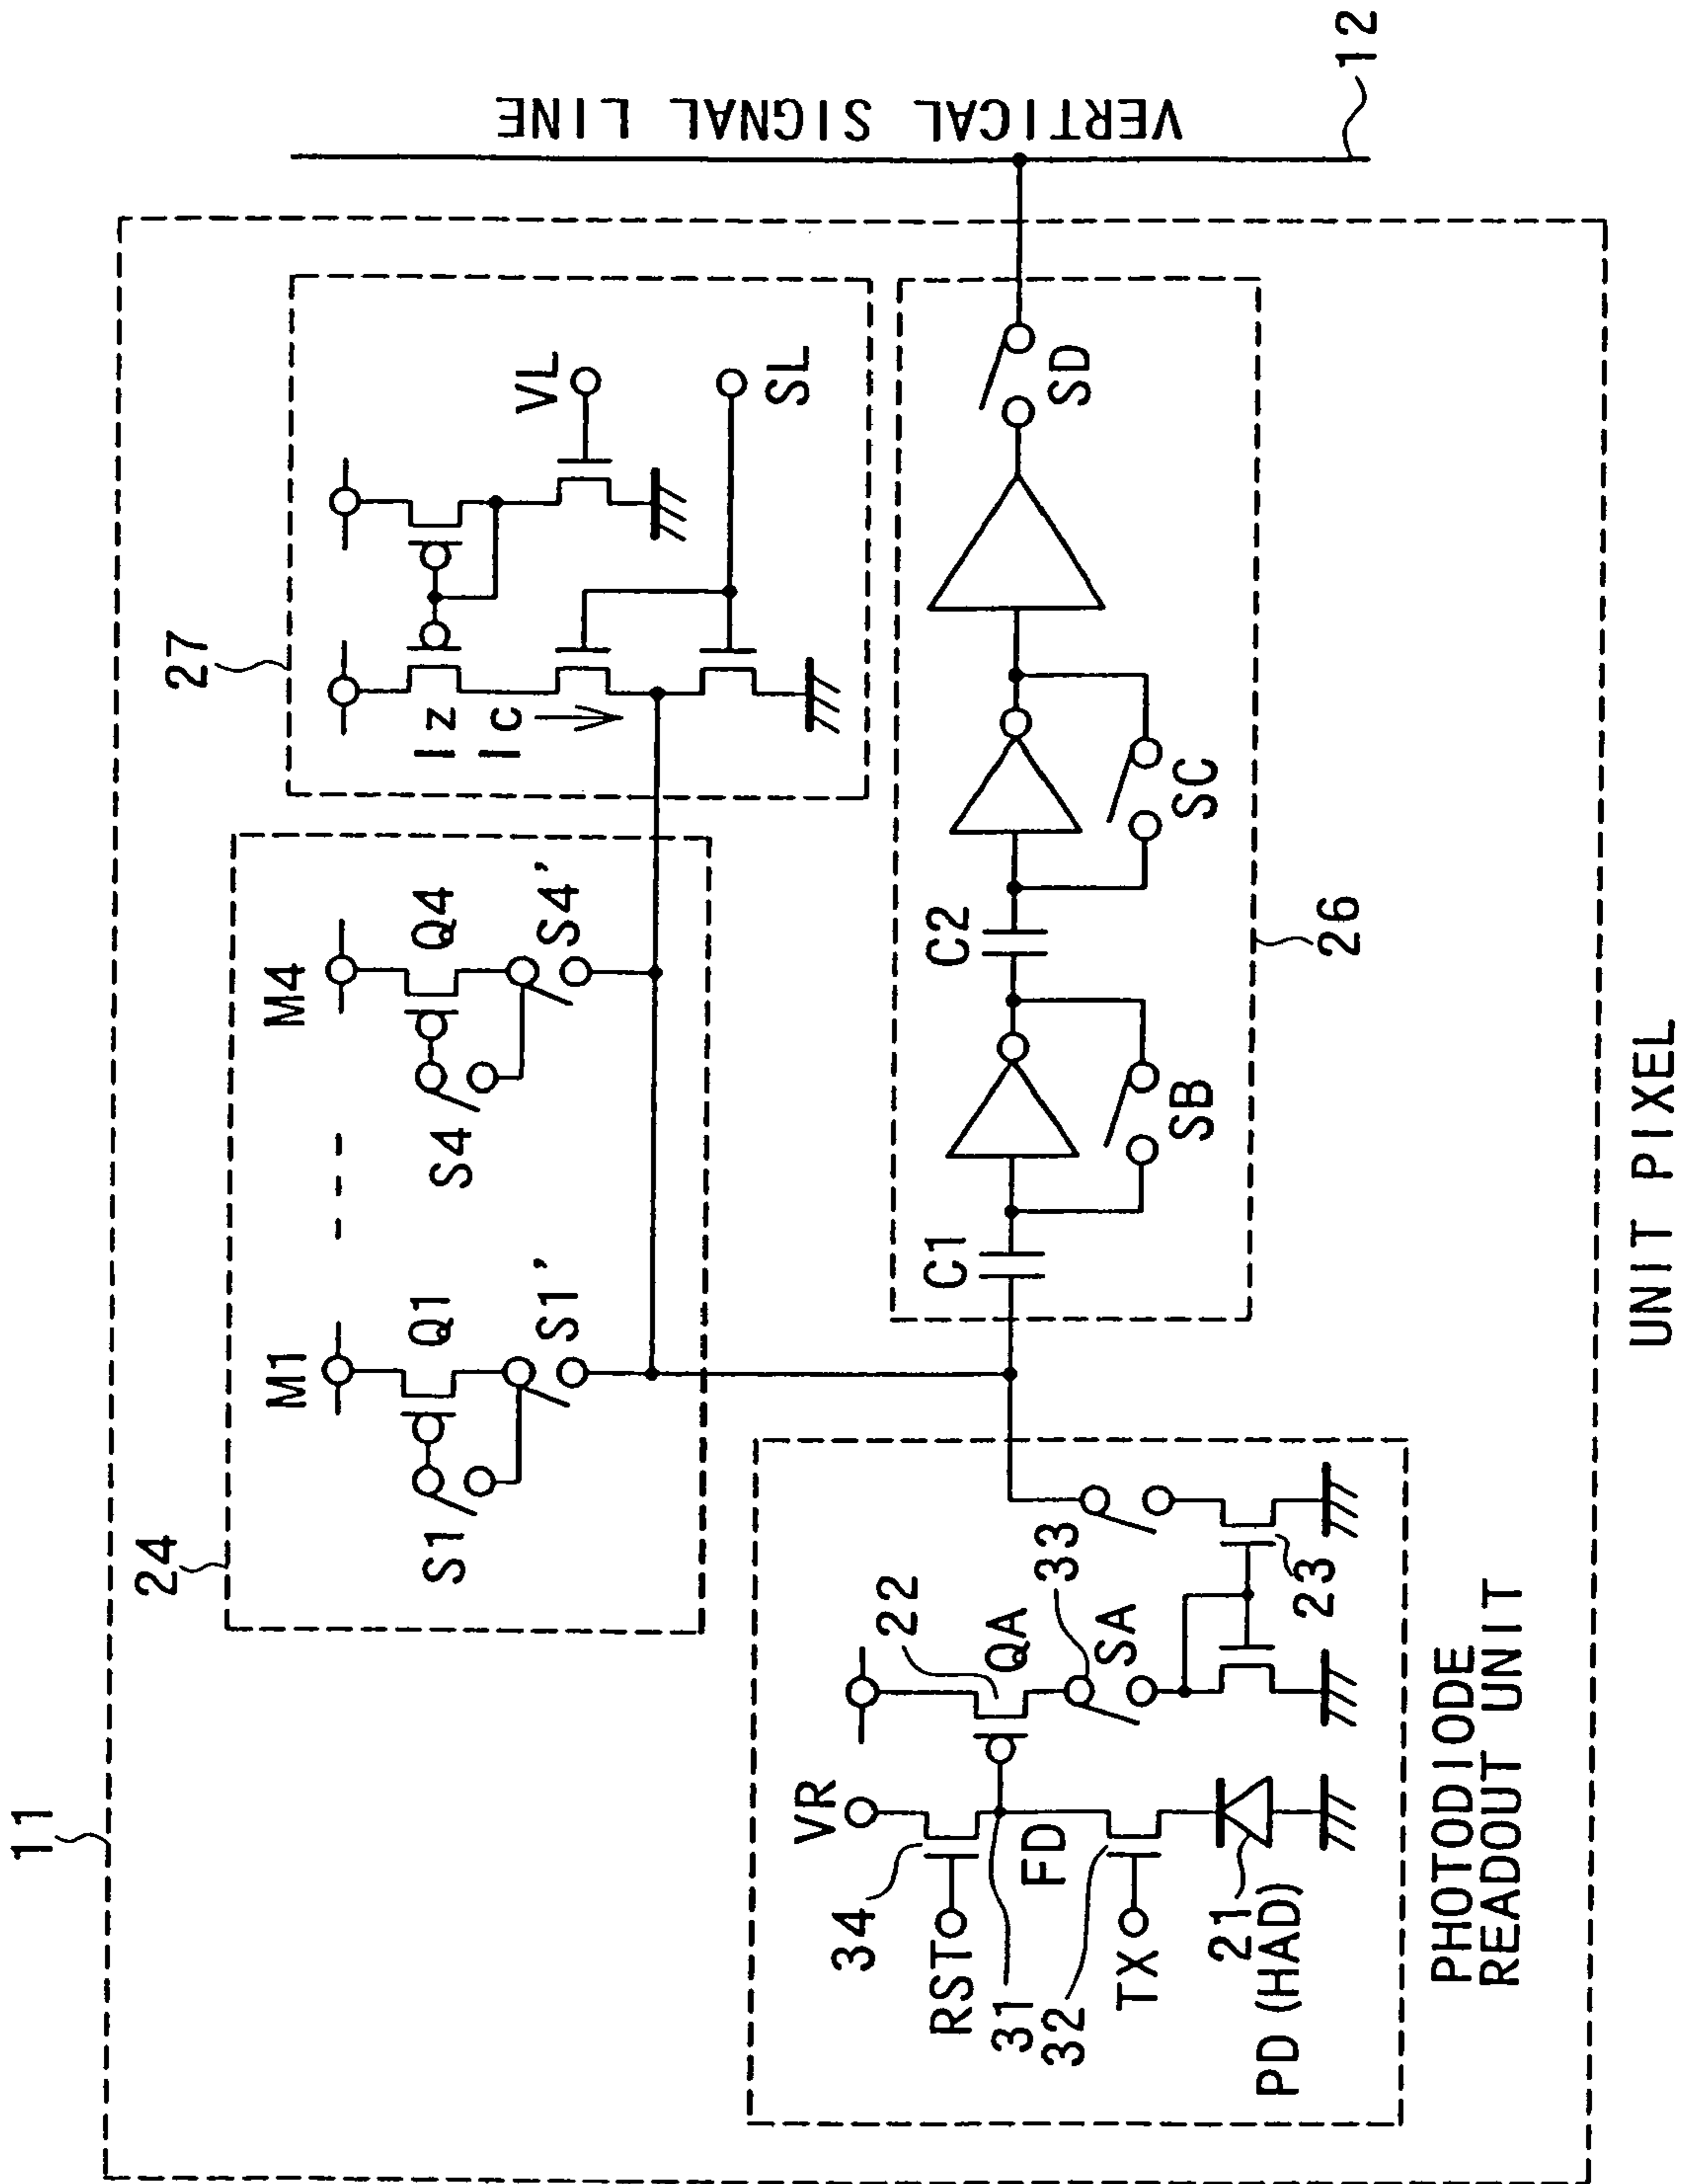 11
24
27
M1
M4
Q1
Q4
S1
S1'
S4
S4'
Iz
Ic
VL
SL
VERTICAL SIGNAL LINE
12
C1
C2
SB
SC
SD
26
VR
34
RST
31
FD
32
TX
21
PD (HAD)
22
QA
33
SA
23
PHOTODIODE
READOUT UNIT
UNIT PIXEL